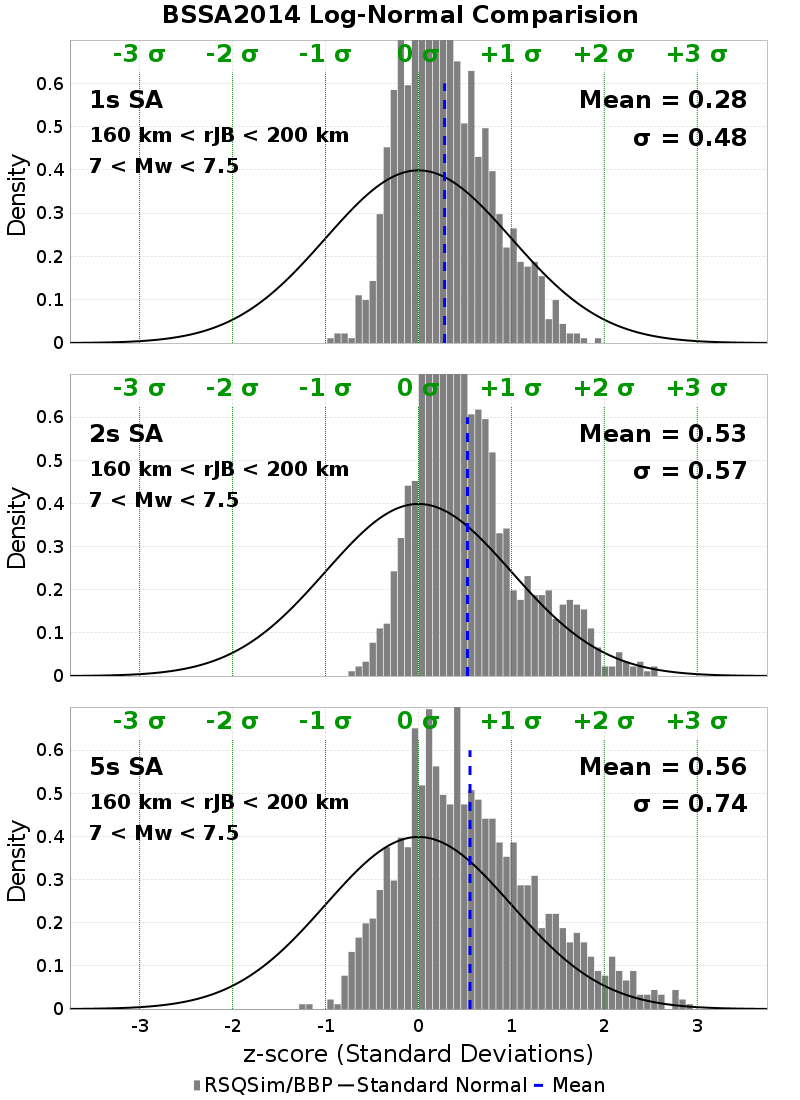 BSSA2014 Log-Normal Comparision
-3 σ -2 σ -1 σ 0 σ +1 σ +2 σ +3 σ
1s SA
160 km < rJB < 200 km
7 < Mw < 7.5
Mean = 0.28
σ = 0.48
Density
0.6
0.5
0.4
0.3
0.2
0.1
0
-3 σ -2 σ -1 σ 0 σ +1 σ +2 σ +3 σ
2s SA
160 km < rJB < 200 km
7 < Mw < 7.5
Mean = 0.53
σ = 0.57
Density
0.6
0.5
0.4
0.3
0.2
0.1
0
-3 σ -2 σ -1 σ 0 σ +1 σ +2 σ +3 σ
5s SA
160 km < rJB < 200 km
7 < Mw < 7.5
Mean = 0.56
σ = 0.74
Density
0.6
0.5
0.4
0.3
0.2
0.1
0
-3 -2 -1 0 1 2 3
z-score (Standard Deviations)
RSQSim/BBP Standard Normal Mean